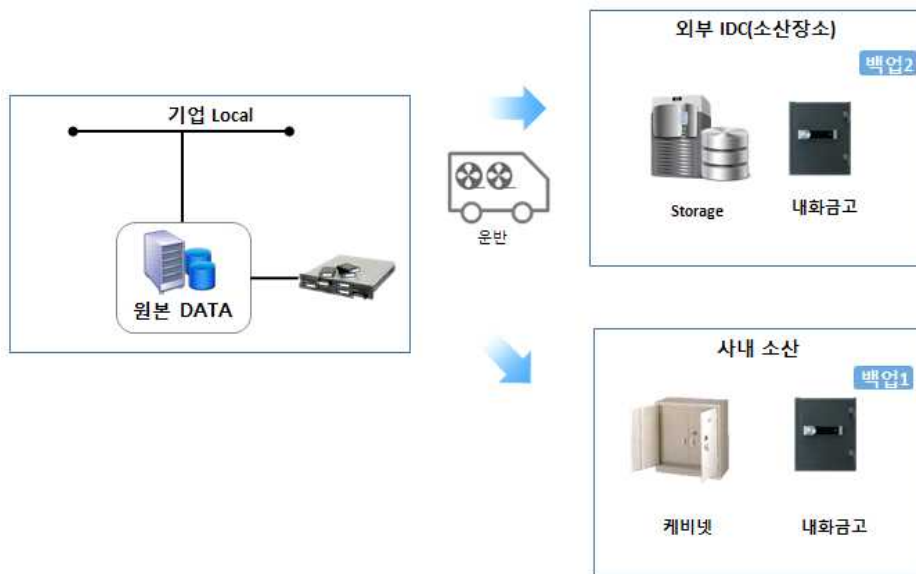 외부 IDC(소산장소)
백업2
기업 Local
Storage
내화금고
운반
원본 DATA
사내 소산
백업1
케비넷
내화금고